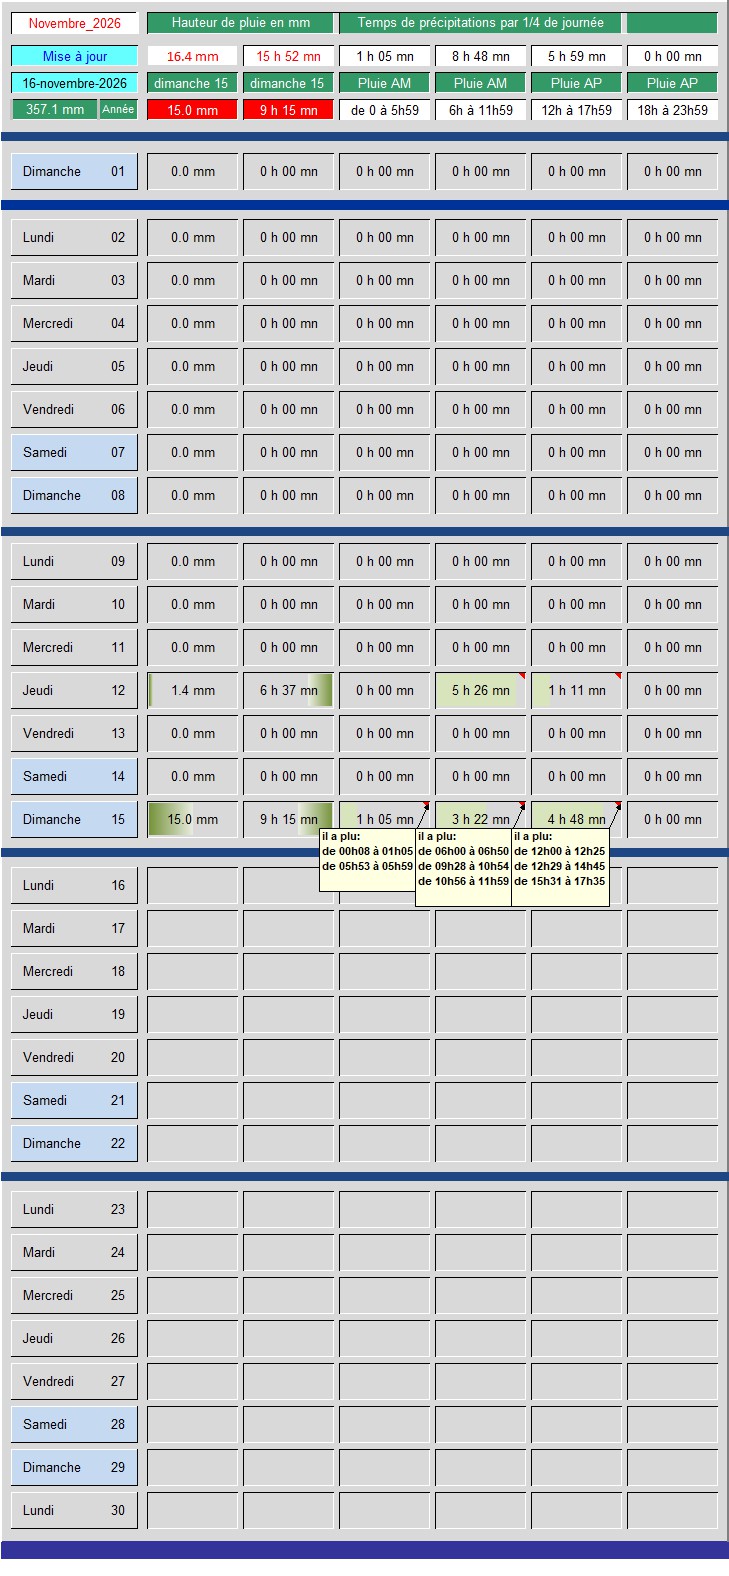 Novembre_2026 Hauteur de pluie en mm Temps de précipitations par 1/4 de journée
Mise à jour 16.4 mm 15 h 52 mn 1 h 05 mn 8 h 48 mn 5 h 59 mn 0 h 00 mn
16-novembre-2026 dimanche 15 dimanche 15 Pluie AM Pluie AM Pluie AP Pluie AP
357.1 mm Année 15.0 mm 9 h 15 mn de 0 à 5h59 6h à 11h59 12h à 17h59 18h à 23h59
Dimanche 01 0.0 mm 0 h 00 mn 0 h 00 mn 0 h 00 mn 0 h 00 mn 0 h 00 mn
Lundi 02 0.0 mm 0 h 00 mn 0 h 00 mn 0 h 00 mn 0 h 00 mn 0 h 00 mn
Mardi 03 0.0 mm 0 h 00 mn 0 h 00 mn 0 h 00 mn 0 h 00 mn 0 h 00 mn
Mercredi 04 0.0 mm 0 h 00 mn 0 h 00 mn 0 h 00 mn 0 h 00 mn 0 h 00 mn
Jeudi 05 0.0 mm 0 h 00 mn 0 h 00 mn 0 h 00 mn 0 h 00 mn 0 h 00 mn
Vendredi 06 0.0 mm 0 h 00 mn 0 h 00 mn 0 h 00 mn 0 h 00 mn 0 h 00 mn
Samedi 07 0.0 mm 0 h 00 mn 0 h 00 mn 0 h 00 mn 0 h 00 mn 0 h 00 mn
Dimanche 08 0.0 mm 0 h 00 mn 0 h 00 mn 0 h 00 mn 0 h 00 mn 0 h 00 mn
Lundi 09 0.0 mm 0 h 00 mn 0 h 00 mn 0 h 00 mn 0 h 00 mn 0 h 00 mn
Mardi 10 0.0 mm 0 h 00 mn 0 h 00 mn 0 h 00 mn 0 h 00 mn 0 h 00 mn
Mercredi 11 0.0 mm 0 h 00 mn 0 h 00 mn 0 h 00 mn 0 h 00 mn 0 h 00 mn
Jeudi 12 1.4 mm 6 h 37 mn 0 h 00 mn 5 h 26 mn 1 h 11 mn 0 h 00 mn
Vendredi 13 0.0 mm 0 h 00 mn 0 h 00 mn 0 h 00 mn 0 h 00 mn 0 h 00 mn
Samedi 14 0.0 mm 0 h 00 mn 0 h 00 mn 0 h 00 mn 0 h 00 mn 0 h 00 mn
Dimanche 15 15.0 mm 9 h 15 mn 1 h 05 mn 3 h 22 mn 4 h 48 mn 0 h 00 mn
il a plu: il a plu: il a plu:
de 00h08 à 01h05 de 06h00 à 06h50 de 12h00 à 12h25
de 05h53 à 05h59 de 09h28 à 10h54 de 12h29 à 14h45
de 10h56 à 11h59 de 15h31 à 17h35
Lundi 16
Mardi 17
Mercredi 18
Jeudi 19
Vendredi 20
Samedi 21
Dimanche 22
Lundi 23
Mardi 24
Mercredi 25
Jeudi 26
Vendredi 27
Samedi 28
Dimanche 29
Lundi 30